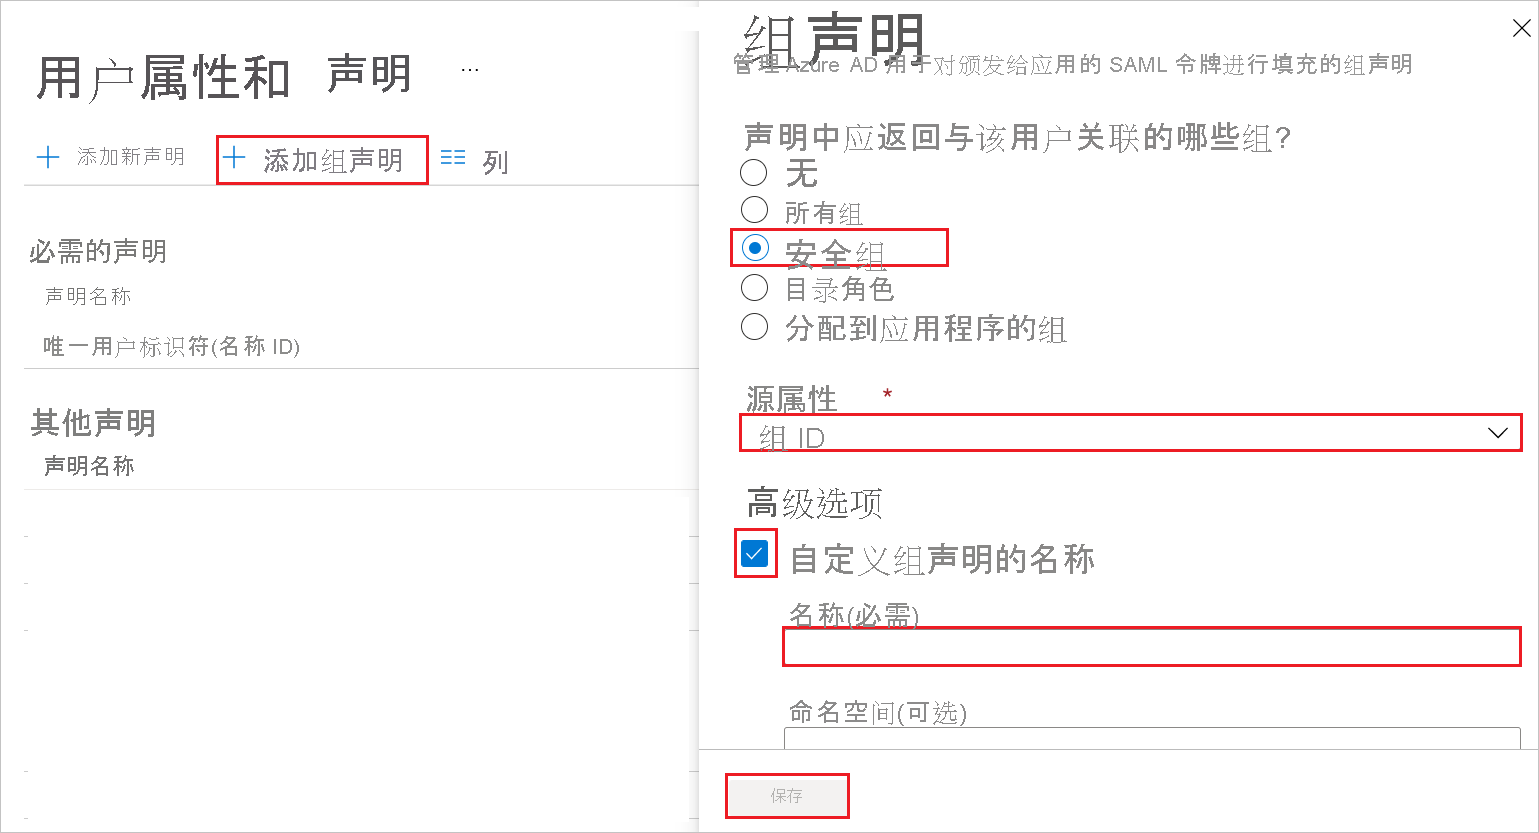 用户属性和 声明 ...
添加新声明 添加组声明 列
必需的声明
声明名称
唯一用户标识符(名称 ID)
其他声明
声明名称
组声明
管理 Azure AD 用于对颁发给应用的 SAML 令牌进行填充的组声明
声明中应返回与该用户关联的哪些组?
无
所有组
安全组
目录角色
分配到应用程序的组
源属性 *
组 ID
高级选项
自定义组声明的名称
名称(必需)
命名空间(可选)
保存